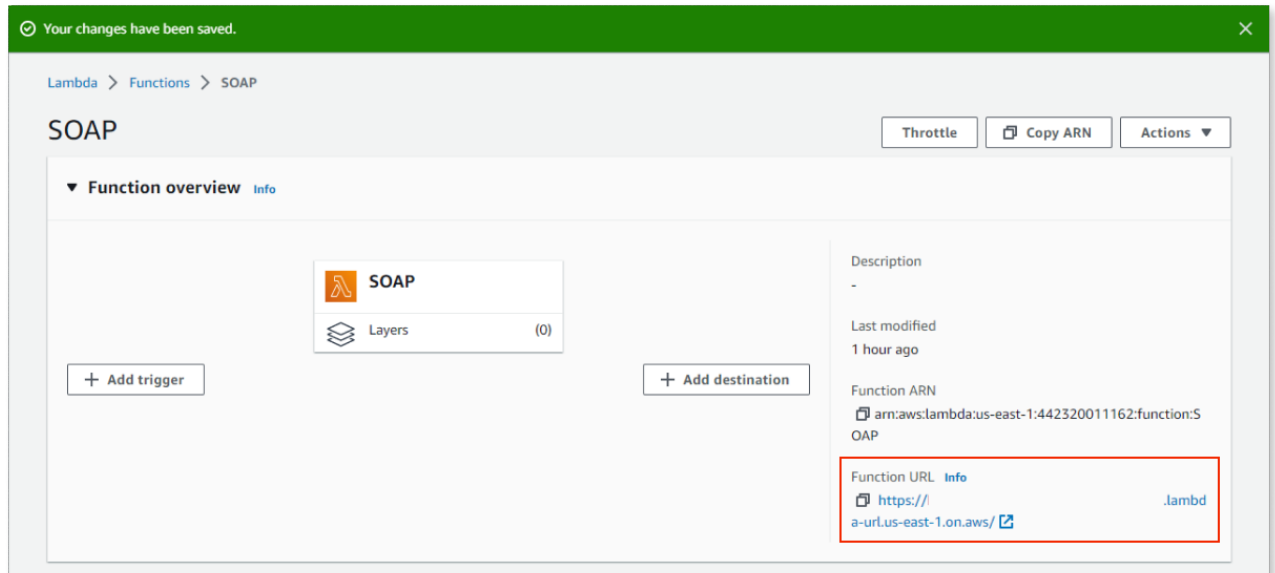 Your changes have been saved.
Lambda > Functions > SOAP
SOAP
Throttle
Copy ARN
Actions ▼
▼ Function overview Info
SOAP
Layers (0)
+ Add trigger
+ Add destination
Description
-
Last modified
1 hour ago
Function ARN
arn:aws:lambda:us-east-1:442320011162:function:S
OAP
Function URL Info
https:// .lambd
a-url.us-east-1.on.aws/